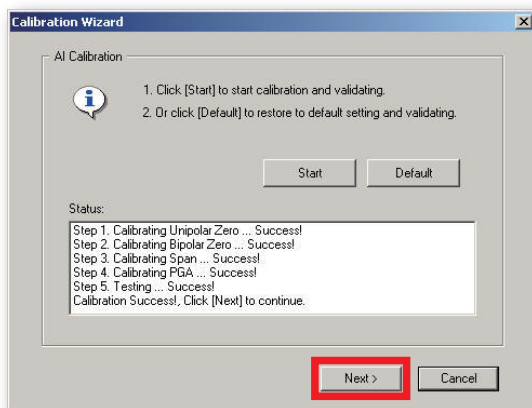 Calibration Wizard
AI Calibration
1. Click [Start] to start calibration and validating.
2. Or click [Default] to restore to default setting and validating.
Start
Default
Status:
Step 1. Calibrating Unipolar Zero ... Success!
Step 2. Calibrating Bipolar Zero ... Success!
Step 3. Calibrating Span ... Success!
Step 4. Calibrating PGA ... Success!
Step 5. Testing ... Success!
Calibration Success!, Click [Next] to continue.
Next >
Cancel